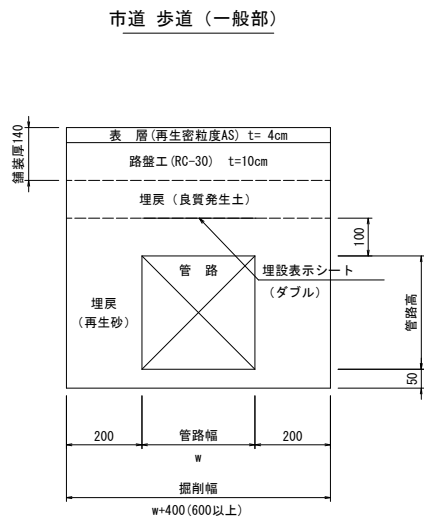 市道 歩道（一般部）
表　層(再生密粒度AS) t= 4cm
舗装厚140
路盤工(RC-30)　t=10cm
埋戻（良質発生土）
100
管　路
埋設表示シート
（ダブル）
埋戻
（再生砂）
管路高
50
200
管路幅
200
w
掘削幅
w+400(600以上)